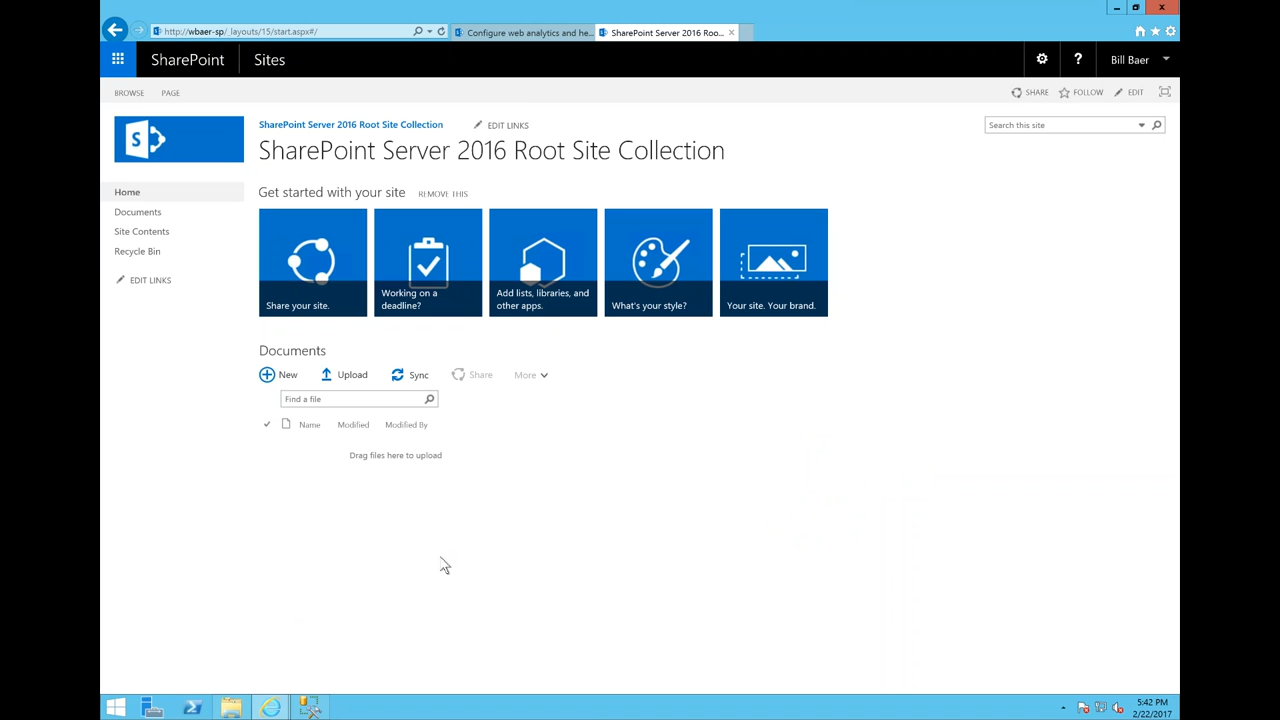 http://wbaer-sp/_layouts/15/start.aspx#/
Configure web analytics and he...
SharePoint Server 2016 Roo...
SharePoint
Sites
?
Bill Baer
BROWSE
PAGE
SHARE
FOLLOW
EDIT
S
SharePoint Server 2016 Root Site Collection
EDIT LINKS
Search this site
SharePoint Server 2016 Root Site Collection
Home
Documents
Site Contents
Recycle Bin
EDIT LINKS
Get started with your site
REMOVE THIS
Share your site.
Working on a
deadline?
Add lists, libraries, and
other apps.
What's your style?
Your site. Your brand.
Documents
New
Upload
Sync
Share
More
Find a file
Name
Modified
Modified By
Drag files here to upload
5:42 PM
2/22/2017